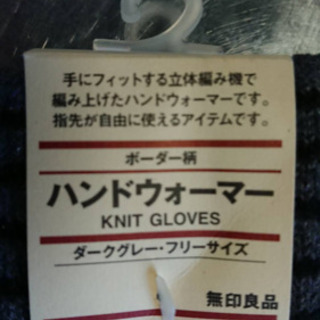 手にフィットする立体編み機で
編み上げたハンドウォーマーです。
指先が自由に使えるアイテムです。
ボーダー柄
ハンドウォーマー
KNIT GLOVES
ダークグレー・フリーサイズ
無印良品